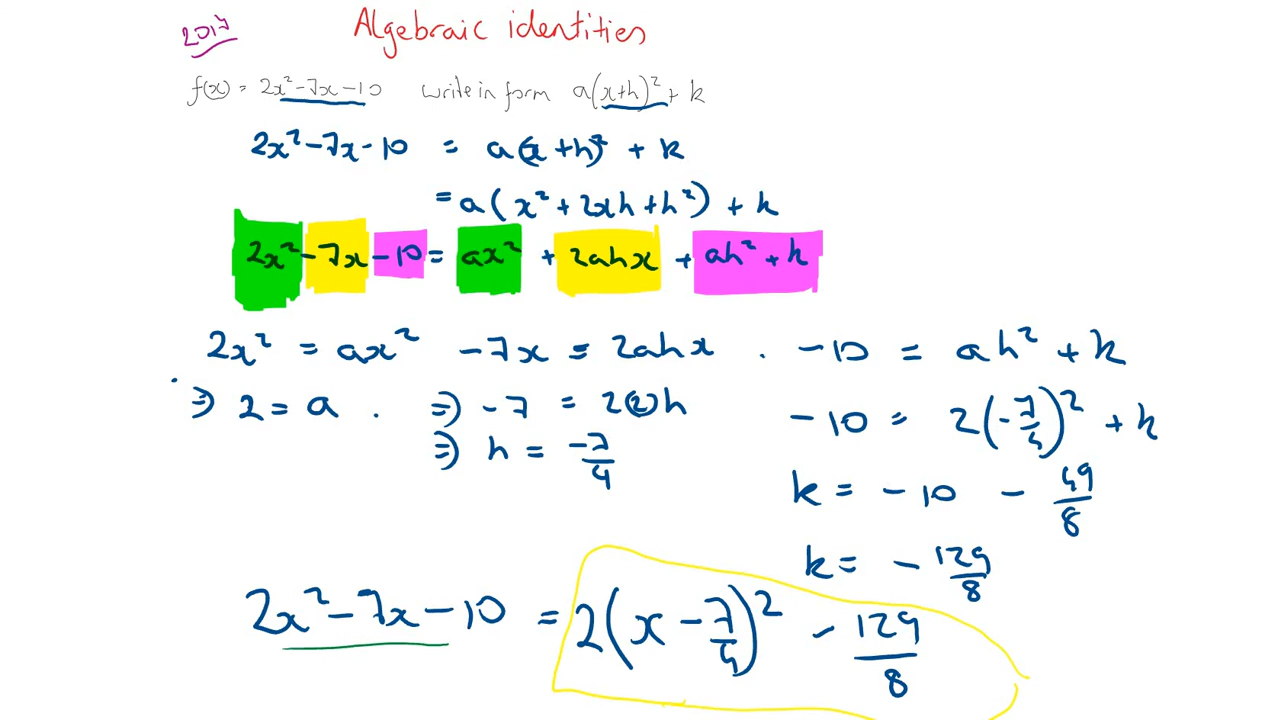 2017
Algebraic identities
f(x) = 2x²-7x-10 write in form a(x+h)² + k
2x²-7x-10 = a(x+h)² + k
= a(x²+2xh+h²) + k
2x²-7x-10 = ax² + 2ahx + ah² + k
2x² = ax² -7x = 2ahx . -10 = ah² + k
⇒ 2 = a . ⇒ -7 = 2(2)h -10 = 2(-7/4)² + k
⇒ h = -7/4
k = -10 - 49/8
k = -129/8
2x²-7x-10 = 2(x-7/4)² - 129/8